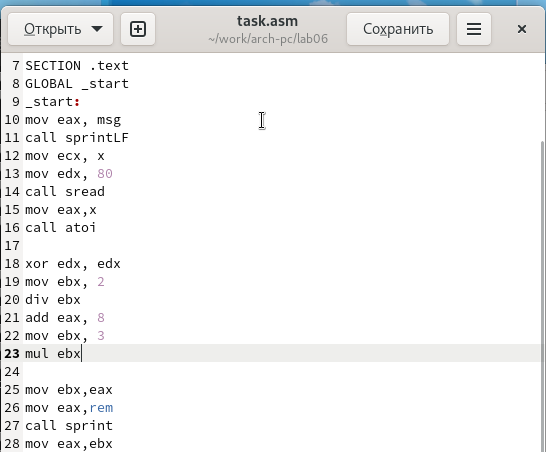 Открыть
task.asm
~/work/arch-pc/lab06
Сохранить
7 SECTION .text
8 GLOBAL _start
9 _start:
10 mov eax, msg
11 call sprintLF
12 mov ecx, x
13 mov edx, 80
14 call sread
15 mov eax,x
16 call atoi
17
18 xor edx, edx
19 mov ebx, 2
20 div ebx
21 add eax, 8
22 mov ebx, 3
23 mul ebx
24
25 mov ebx,eax
26 mov eax,rem
27 call sprint
28 mov eax,ebx